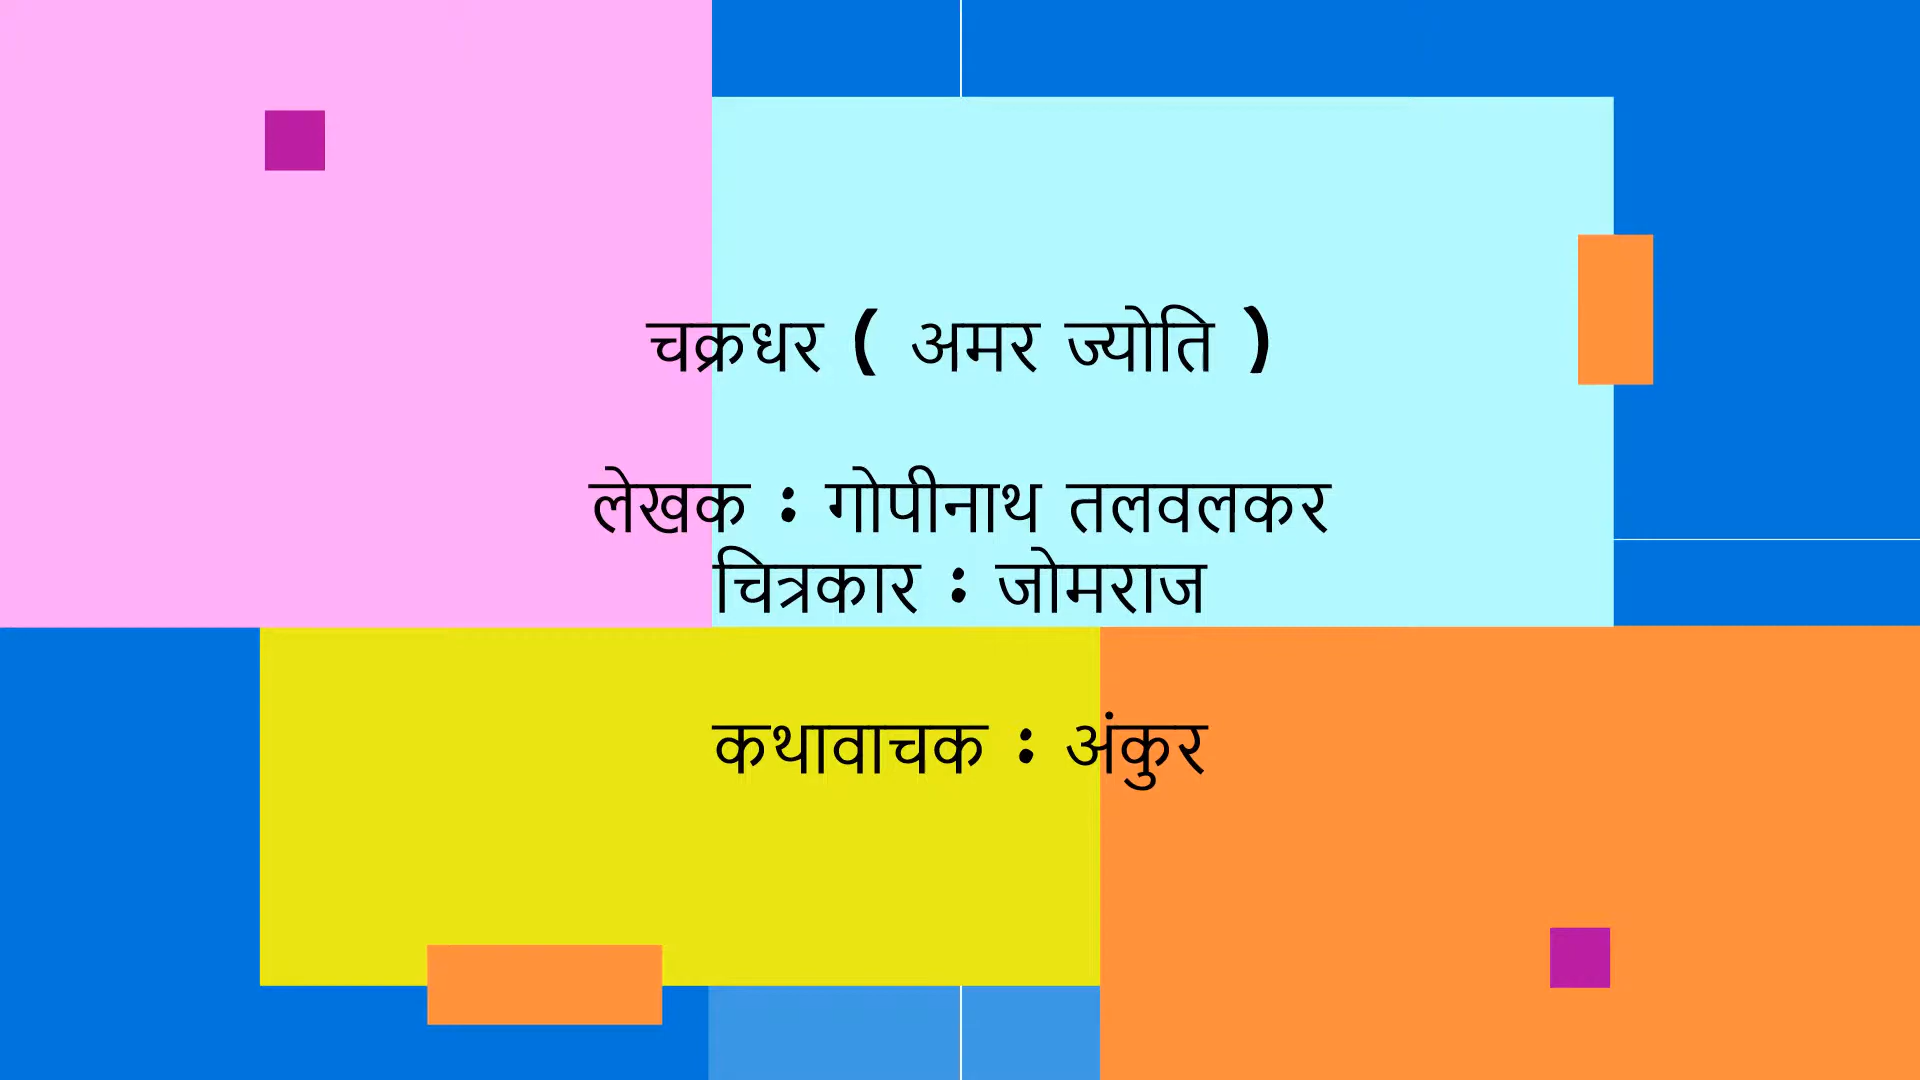 चक्रधर ( अमर ज्योति )
लेखक : गोपीनाथ तलवलकर
चित्रकार : जोमराज
कथावाचक : अंकुर